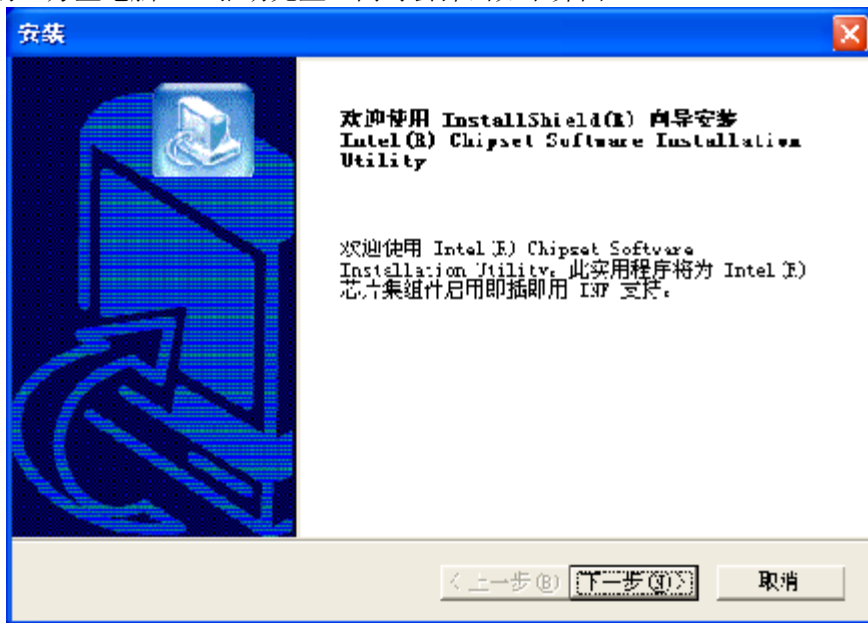 安装
欢迎使用 InstallShield(R) 向导安装
Intel(R) Chipset Software Installation
Utility
欢迎使用 Intel(R) Chipset Software
Installation Utility。此实用程序将为 Intel(R)
芯片集组件启用即插即用 INF 支持。
<上一步(B) 下一步(N)> 取消